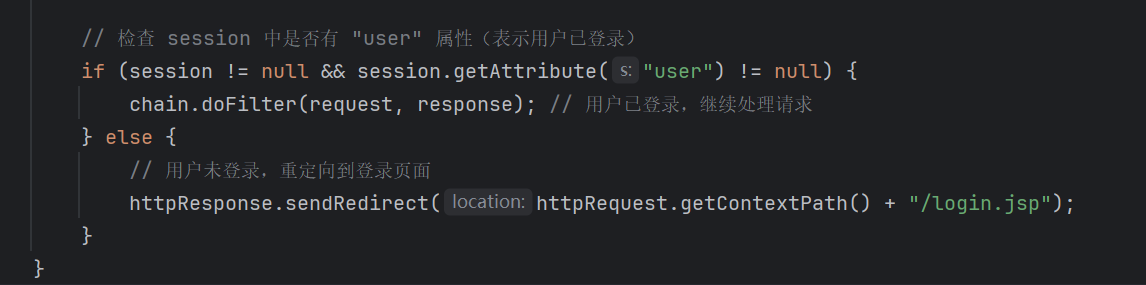 // 检查 session 中是否有 "user" 属性（表示用户已登录）
if (session != null && session.getAttribute( s: "user") != null) {
chain.doFilter(request, response); // 用户已登录，继续处理请求
} else {
// 用户未登录，重定向到登录页面
httpResponse.sendRedirect( location: httpRequest.getContextPath() + "/login.jsp");
}
}